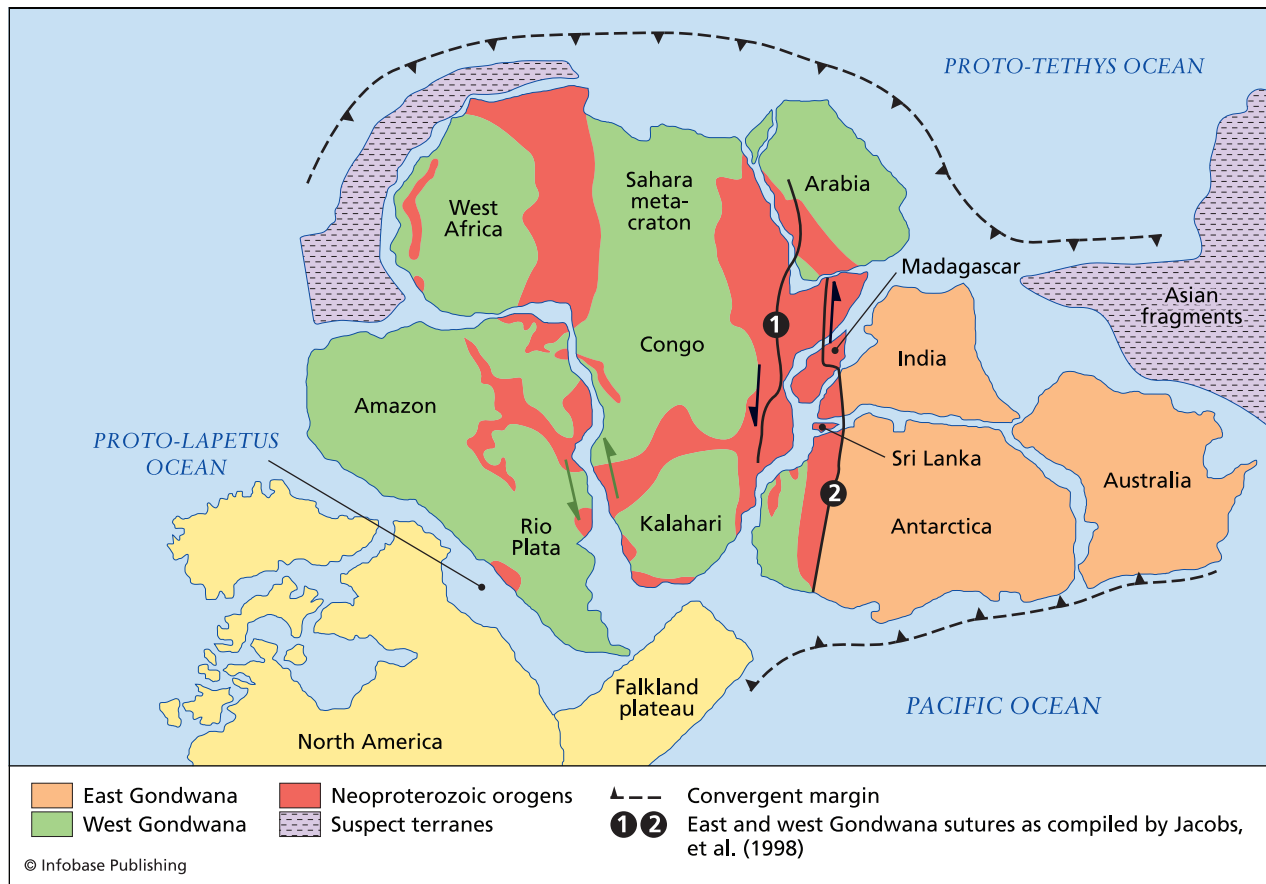 PROTO-TETHYS OCEAN
Sahara
meta-
craton
Arabia
West
Africa
Madagascar
Asian
fragments
1
India
Congo
Amazon
PROTO-LAPETUS
OCEAN
Sri Lanka
Australia
2
Antarctica
Rio
Plata
Kalahari
Falkland
plateau
PACIFIC OCEAN
North America
East Gondwana
West Gondwana
Neoproterozoic orogens
Suspect terranes
Convergent margin
1 2 East and west Gondwana sutures as compiled by Jacobs,
et al. (1998)
© Infobase Publishing